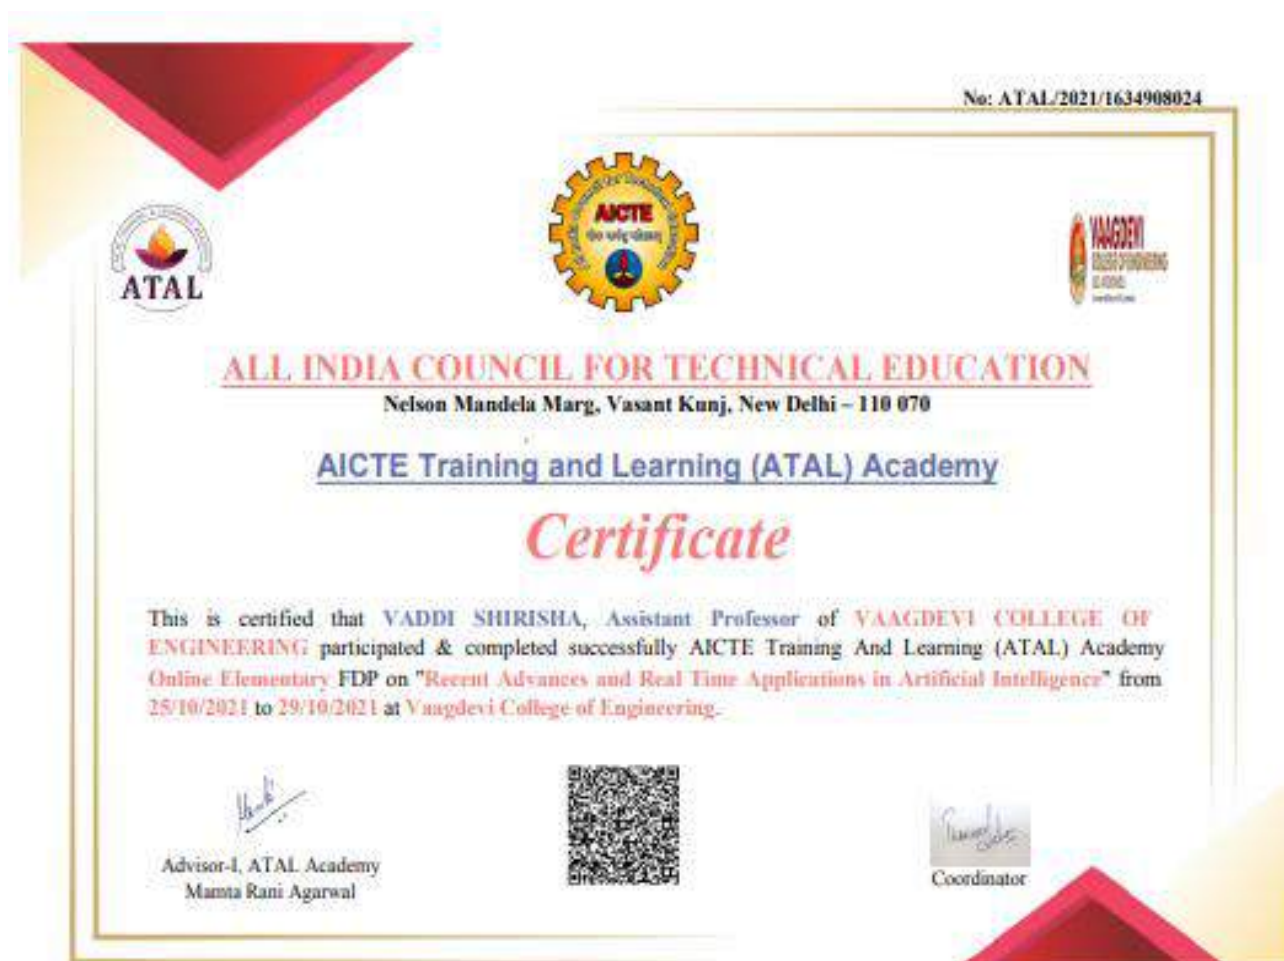 No: ATAL/2021/1634908024
AICTE
ATAL
VAAGDEVI
COLLEGE OF ENGINEERING
ALL INDIA COUNCIL FOR TECHNICAL EDUCATION
Nelson Mandela Marg, Vasant Kunj, New Delhi – 110 070
AICTE Training and Learning (ATAL) Academy
Certificate
This is certified that VADDI SHIRISHA, Assistant Professor of VAAGDEVI COLLEGE OF
ENGINEERING participated & completed successfully AICTE Training And Learning (ATAL) Academy
Online Elementary FDP on "Recent Advances and Real Time Applications in Artificial Intelligence" from
25/10/2021 to 29/10/2021 at Vaagdevi College of Engineering.
Advisor-I, ATAL Academy
Mamta Rani Agarwal
Coordinator